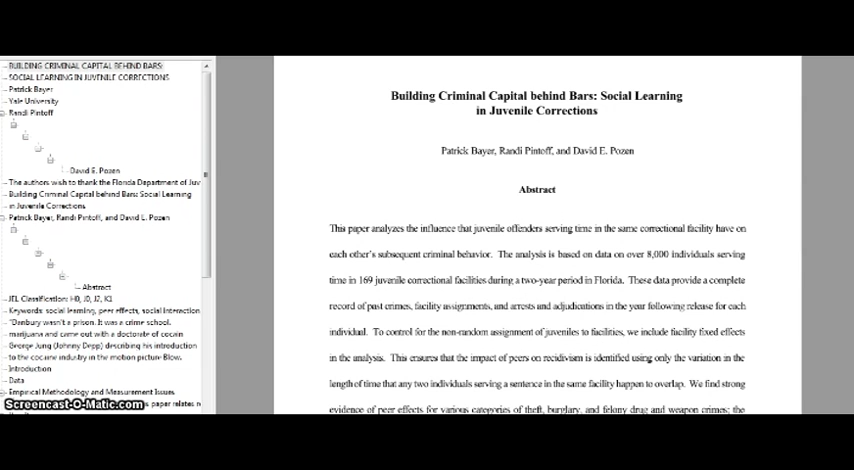 BUILDING CRIMINAL CAPITAL BEHIND BARS:
SOCIAL LEARNING IN JUVENILE CORRECTIONS
Patrick Bayer
Yale University
Randi Pintoff
David E. Pozen
The authors wish to thank the Florida Department of Juv
Building Criminal Capital behind Bars: Social Learning
in Juvenile Corrections
Patrick Bayer, Randi Pintoff, and David E. Pozen
Abstract
JEL Classification: H0, J0, J2, K1
Keywords: social learning, peer effects, social interaction
"Danbury wasn't a prison. It was a crime school.
marijuana and came out with a doctorate of cocain
George Jung (Johnny Depp) describing his introduction
to the cocaine industry in the motion picture Blow.
Introduction
Data
Empirical Methodology and Measurement Issues
s paper relates r
Screencast-O-Matic.com
Building Criminal Capital behind Bars: Social Learning
in Juvenile Corrections
Patrick Bayer, Randi Pintoff, and David E. Pozen
Abstract
This paper analyzes the influence that juvenile offenders serving time in the same correctional facility have on
each other's subsequent criminal behavior. The analysis is based on data on over 8,000 individuals serving
time in 169 juvenile correctional facilities during a two-year period in Florida. These data provide a complete
record of past crimes, facility assignments, and arrests and adjudications in the year following release for each
individual. To control for the non-random assignment of juveniles to facilities, we include facility fixed effects
in the analysis. This ensures that the impact of peers on recidivism is identified using only the variation in the
length of time that any two individuals serving a sentence in the same facility happen to overlap. We find strong
evidence of peer effects for various categories of theft, burglary, and felony drug and weapon crimes; the